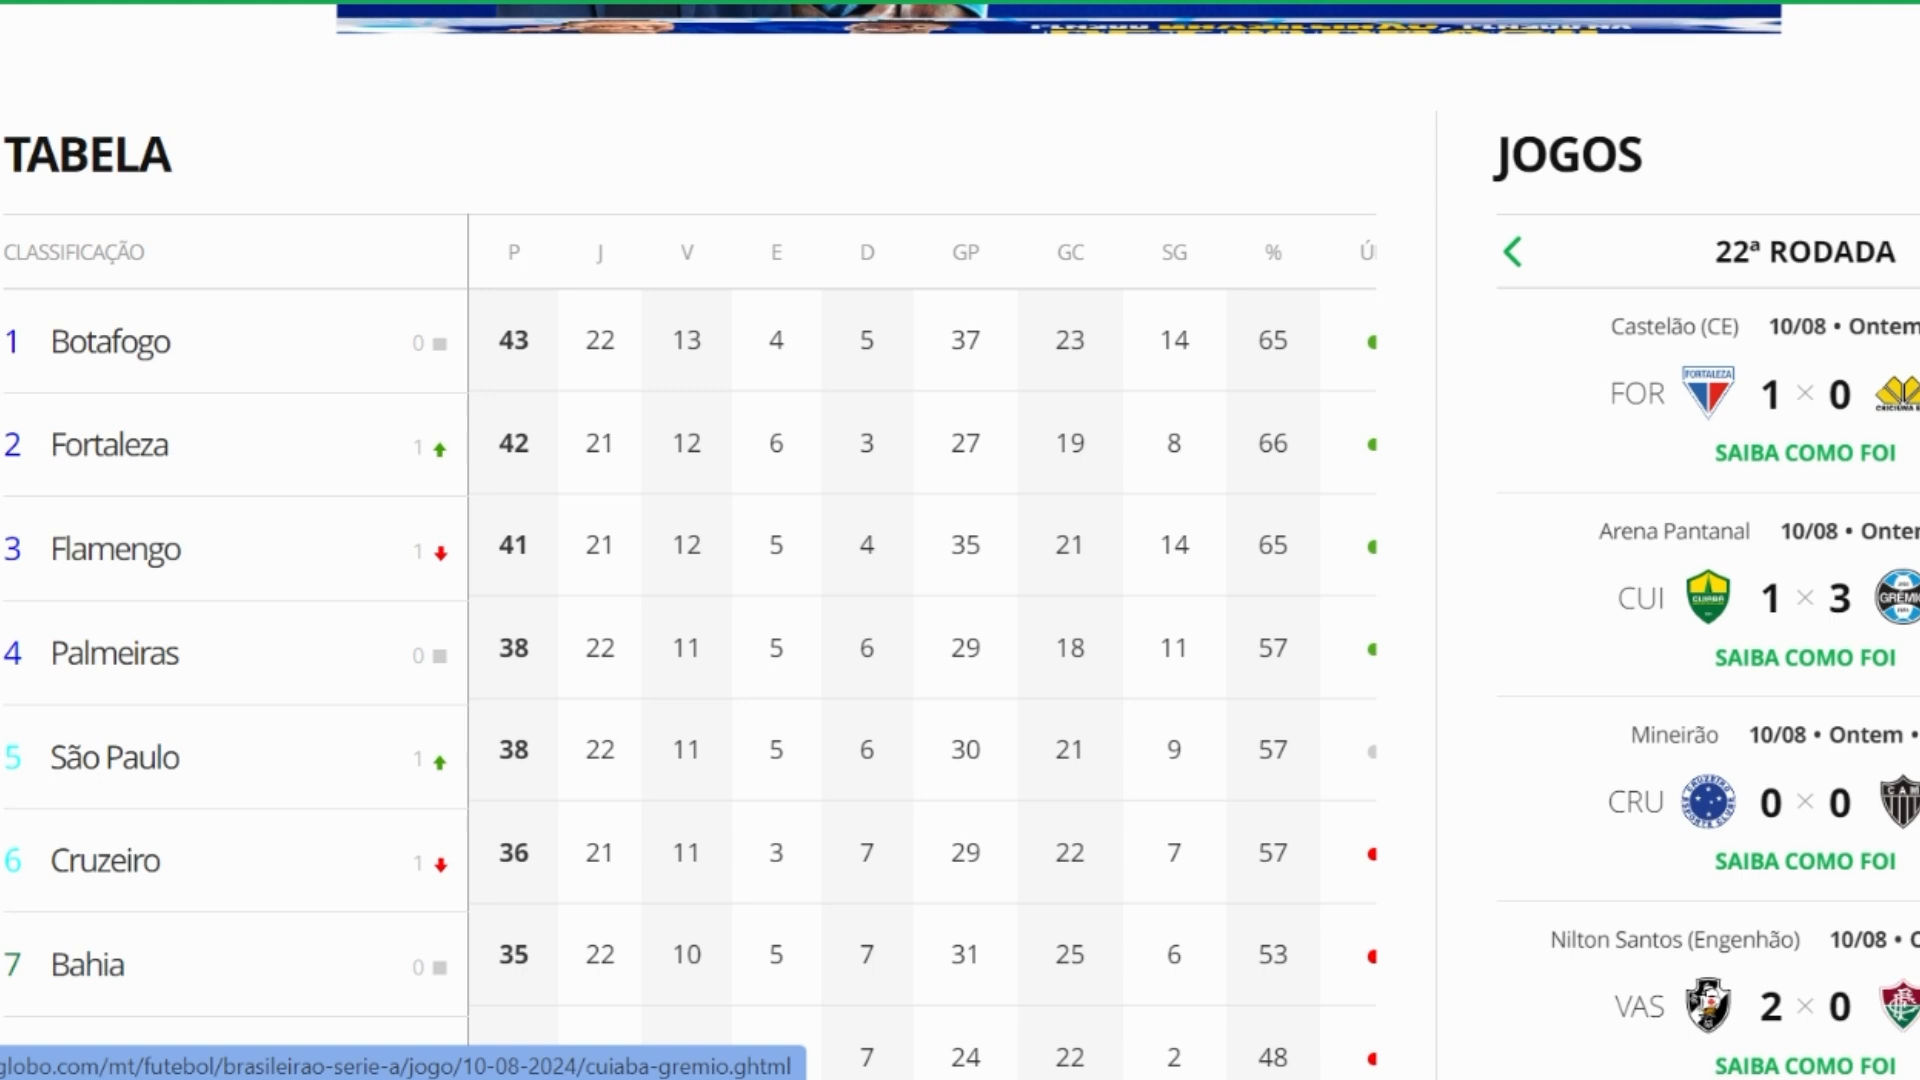 TABELA
CLASSIFICAÇÃO P J V E D GP GC SG %
1 Botafogo 0 43 22 13 4 5 37 23 14 65
2 Fortaleza 1 42 21 12 6 3 27 19 8 66
3 Flamengo 1 41 21 12 5 4 35 21 14 65
4 Palmeiras 0 38 22 11 5 6 29 18 11 57
5 São Paulo 1 38 22 11 5 6 30 21 9 57
6 Cruzeiro 1 36 21 11 3 7 29 22 7 57
7 Bahia 0 35 22 10 5 7 31 25 6 53
7 24 22 2 48
globo.com/mt/futebol/brasileirao-serie-a/jogo/10-08-2024/cuiaba-gremio.ghtml
JOGOS
22ª RODADA
Castelão (CE) 10/08 • Ontem
FOR FORTALEZA 1 × 0
SAIBA COMO FOI
Arena Pantanal 10/08 •
CUI CUIABÁ 1 × 3
SAIBA COMO FOI
Mineirão 10/08 • Ontem •
CRU 0 × 0
SAIBA COMO FOI
Nilton Santos (Engenhão) 10/08 •
VAS 2 × 0
SAIBA COMO FOI